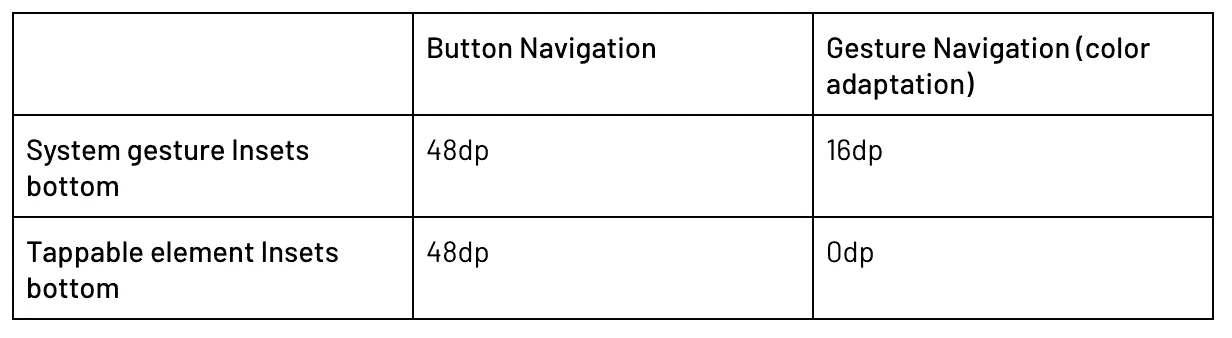 Button Navigation
Gesture Navigation (color
adaptation)
System gesture Insets
bottom
48dp
16dp
Tappable element Insets
bottom
48dp
0dp